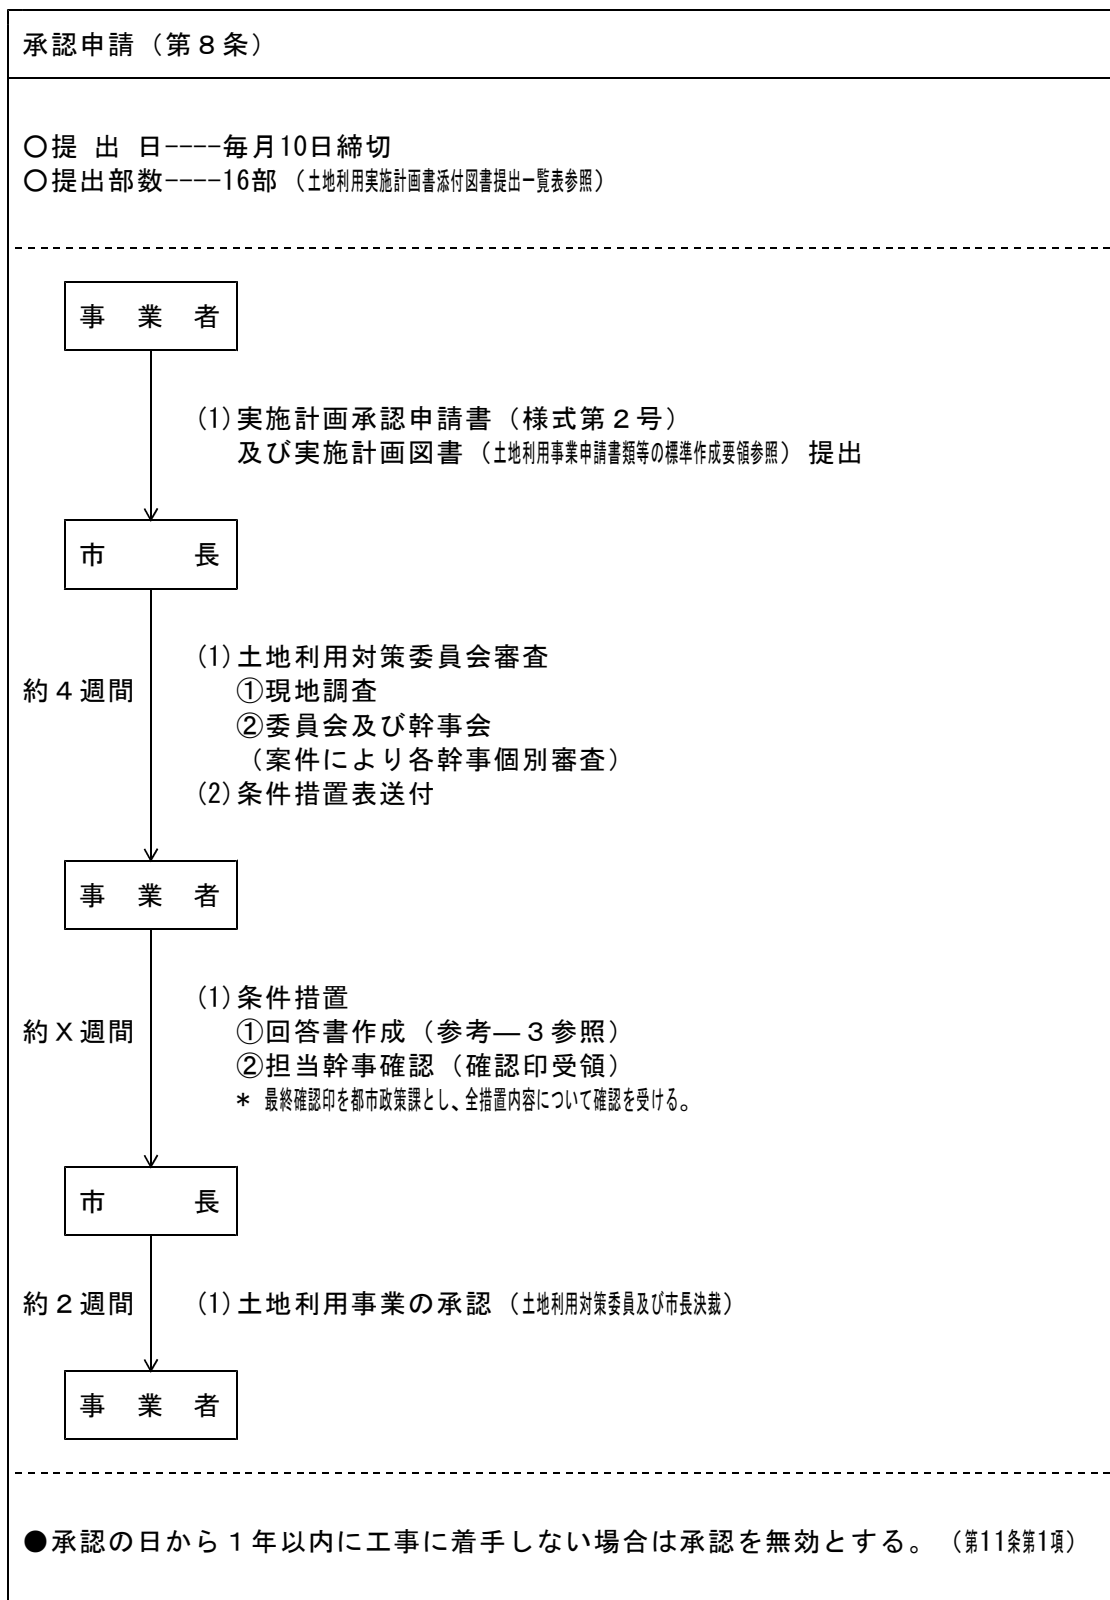 承認申請（第８条）
〇提 出 日----毎月10日締切
〇提出部数----16部（土地利用実施計画書添付図書提出一覧表参照）
事 業 者
(1)実施計画承認申請書（様式第２号）
及び実施計画図書（土地利用事業申請書類等の標準作成要領参照）提出
市 長
(1)土地利用対策委員会審査
約４週間 ①現地調査
②委員会及び幹事会
（案件により各幹事個別審査）
(2)条件措置表送付
事 業 者
(1)条件措置
約Ｘ週間 ①回答書作成（参考―３参照）
②担当幹事確認（確認印受領）
* 最終確認印を都市政策課とし、全措置内容について確認を受ける。
市 長
約２週間 (1)土地利用事業の承認（土地利用対策委員及び市長決裁）
事 業 者
●承認の日から１年以内に工事に着手しない場合は承認を無効とする。（第11条第1項）